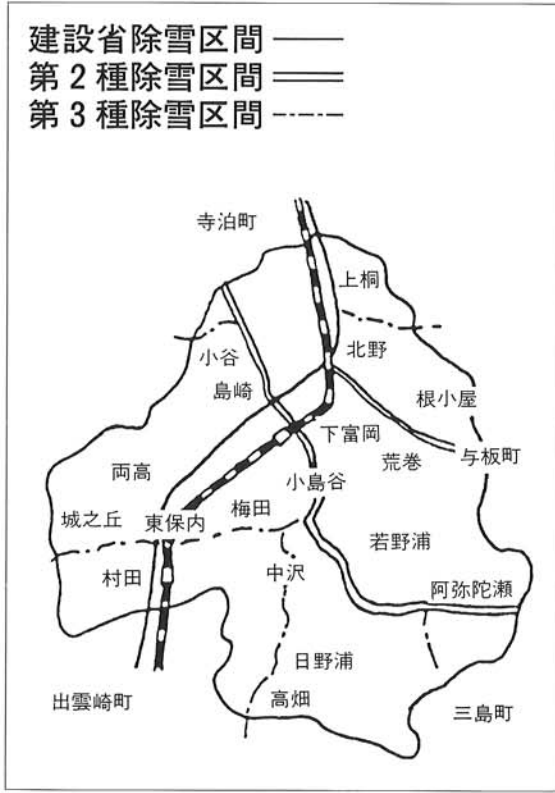 建設省除雪区間
第2種除雪区間
第3種除雪区間
寺泊町
上桐
北野
小谷
島崎
根小屋
下富岡
荒巻
与板町
両高
小島谷
梅田
城之丘
東保内
若野浦
村田
中沢
阿弥陀瀬
日野浦
高畑
出雲崎町
三島町